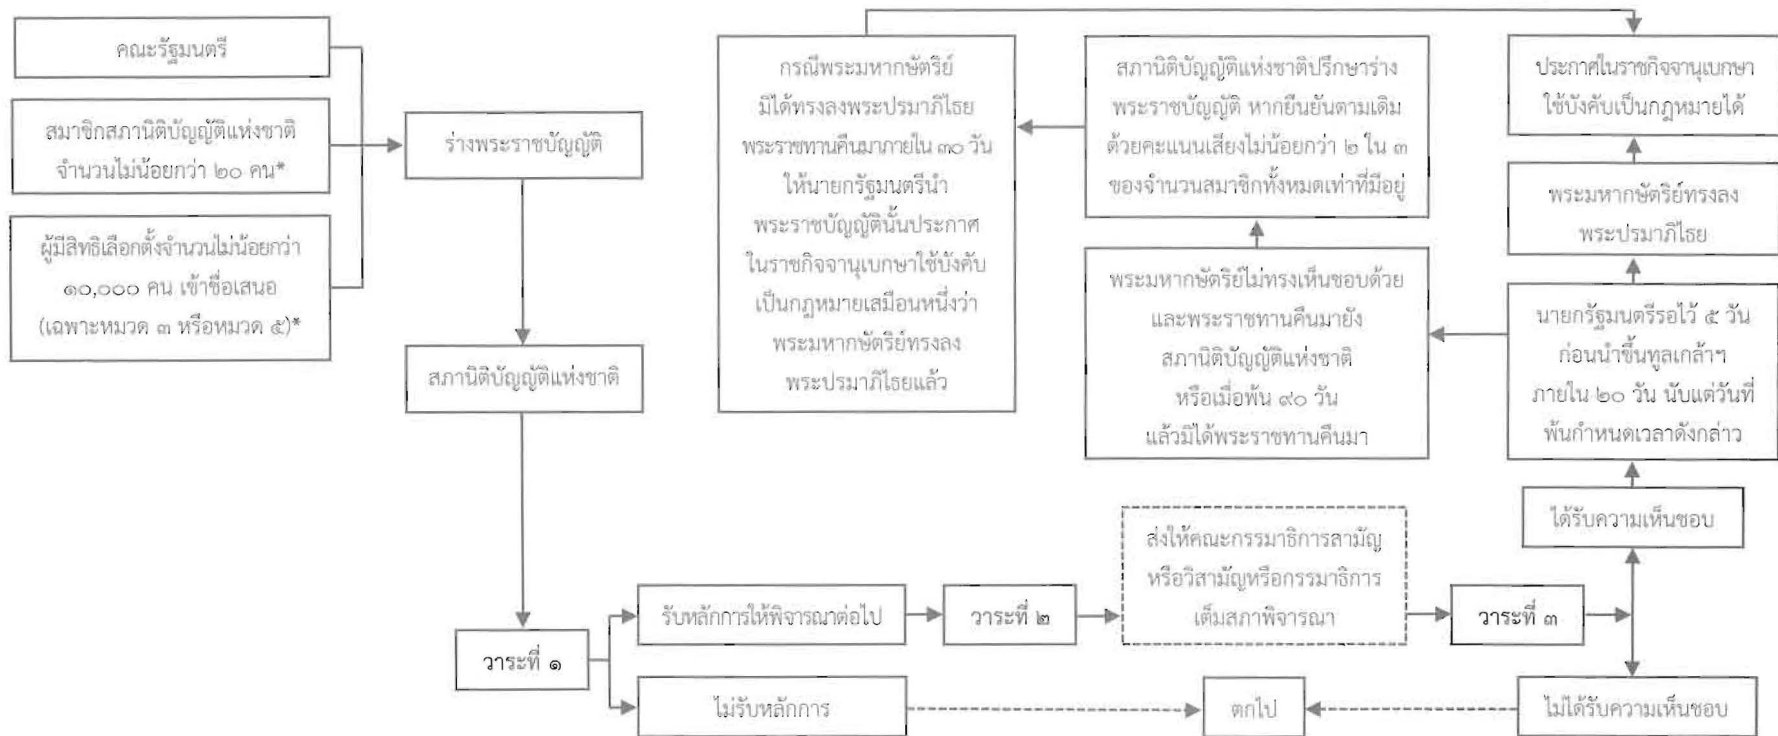 คณะรัฐมนตรี
สมาชิกสภานิติบัญญัติแห่งชาติ
จำนวนไม่น้อยกว่า ๒๐ คน*
ผู้มีสิทธิเลือกตั้งจำนวนไม่น้อยกว่า
๑๐,๐๐๐ คน เข้าชื่อเสนอ
(เฉพาะหมวด ๓ หรือหมวด ๕)*
ร่างพระราชบัญญัติ
สภานิติบัญญัติแห่งชาติ
วาระที่ ๑
รับหลักการให้พิจารณาต่อไป
ไม่รับหลักการ
วาระที่ ๒
ส่งให้คณะกรรมาธิการสามัญ
หรือวิสามัญหรือกรรมาธิการ
เต็มสภาพิจารณา
วาระที่ ๓
ตกไป
ไม่ได้รับความเห็นชอบ
ได้รับความเห็นชอบ
นายกรัฐมนตรีรอไว้ ๕ วัน
ก่อนนำขึ้นทูลเกล้าฯ
ภายใน ๒๐ วัน นับแต่วันที่
พ้นกำหนดเวลาดังกล่าว
พระมหากษัตริย์ทรงลง
พระปรมาภิไธย
ประกาศในราชกิจจานุเบกษา
ใช้บังคับเป็นกฎหมายได้
พระมหากษัตริย์ไม่ทรงเห็นชอบด้วย
และพระราชทานคืนมายัง
สภานิติบัญญัติแห่งชาติ
หรือเมื่อพ้น ๙๐ วัน
แล้วมิได้พระราชทานคืนมา
สภานิติบัญญัติแห่งชาติปรึกษาร่าง
พระราชบัญญัติ หากยืนยันตามเดิม
ด้วยคะแนนเสียงไม่น้อยกว่า ๒ ใน ๓
ของจำนวนสมาชิกทั้งหมดเท่าที่มีอยู่
กรณีพระมหากษัตริย์
มิได้ทรงลงพระปรมาภิไธย
พระราชทานคืนมาภายใน ๓๐ วัน
ให้นายกรัฐมนตรีนำ
พระราชบัญญัตินั้นประกาศ
ในราชกิจจานุเบกษาใช้บังคับ
เป็นกฎหมายเสมือนหนึ่งว่า
พระมหากษัตริย์ทรงลง
พระปรมาภิไธยแล้ว